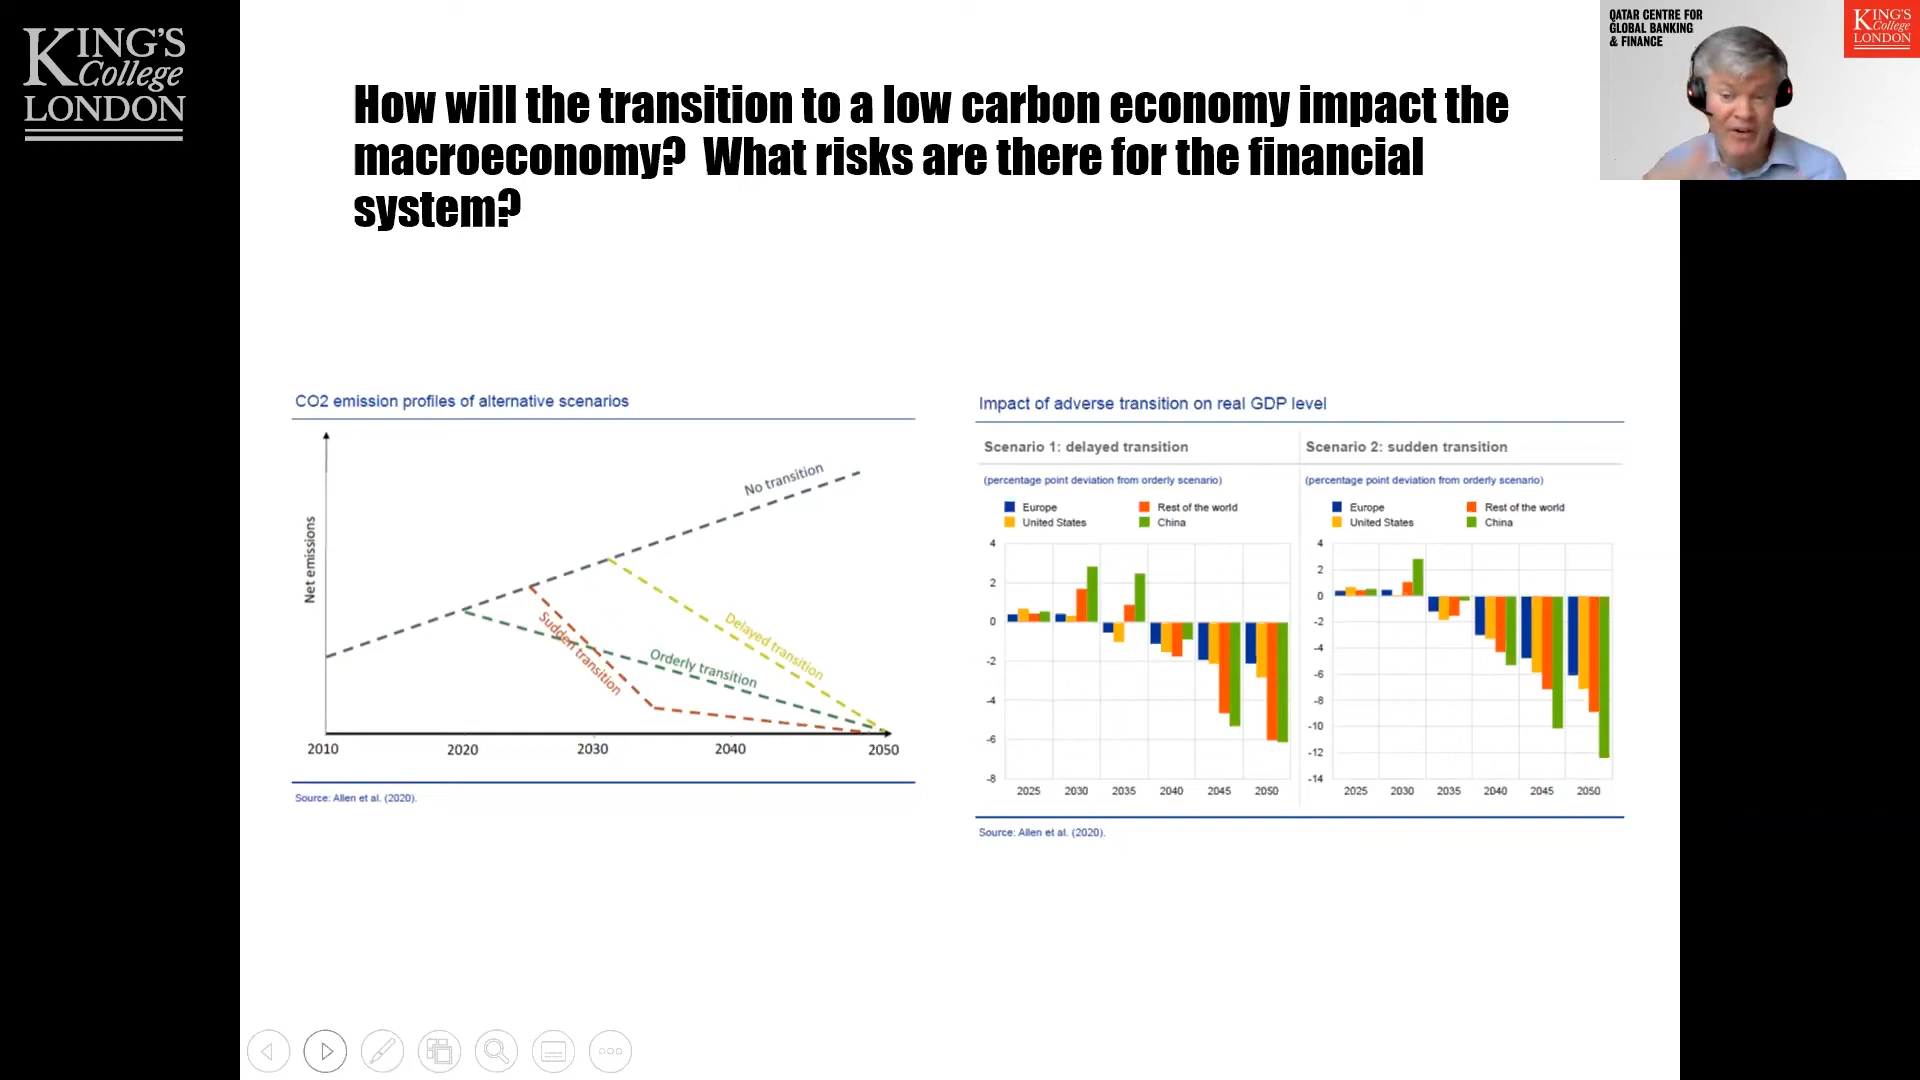 KING'S
College
LONDON
QATAR CENTRE FOR
GLOBAL BANKING
& FINANCE
KING'S
College
LONDON
How will the transition to a low carbon economy impact the
macroeconomy? What risks are there for the financial
system?
CO2 emission profiles of alternative scenarios
Net emissions
No transition
Sudden transition
Orderly transition
Delayed transition
2010 2020 2030 2040 2050
Source: Allen et al. (2020).
Impact of adverse transition on real GDP level
Scenario 1: delayed transition
(percentage point deviation from orderly scenario)
Europe Rest of the world
United States China
4
2
0
-2
-4
-6
-8
2025 2030 2035 2040 2045 2050
Scenario 2: sudden transition
(percentage point deviation from orderly scenario)
Europe Rest of the world
United States China
4
2
0
-2
-4
-6
-8
-10
-12
-14
2025 2030 2035 2040 2045 2050
Source: Allen et al. (2020).